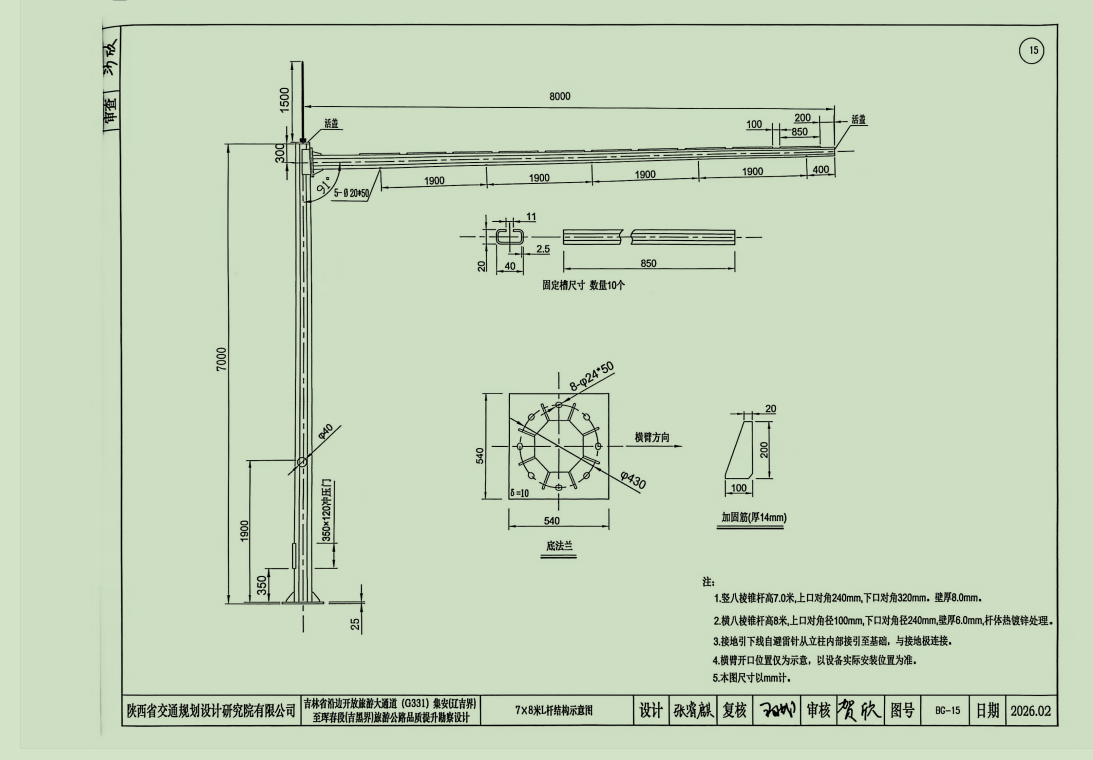 15
审查
1500
8000
活盖
200
100
850
活盖
300
91°
5-Ø20*50
1900
1900
1900
1900
400
11
2.5
20
40
850
固定槽尺寸 数量10个
7000
φ40
350×120冲压门
1900
350
25
8-φ24*50
横臂方向
540
φ430
δ=10
540
底法兰
20
200
100
加固筋(厚14mm)
注:
1.竖八棱锥杆高7.0米,上口对角240mm,下口对角320mm。壁厚8.0mm.
2.横八棱锥杆高8米,上口对角径100mm,下口对角径240mm,壁厚6.0mm,杆体热镀锌处理。
3.接地引下线自避雷针从立柱内部接引至基础,与接地极连接。
4.横臂开口位置仅为示意,以设备实际安装位置为准。
5.本图尺寸以mm计。
陕西省交通规划设计研究院有限公司
吉林省沿边开放旅游大通道(G331)集安(辽吉界)
至珲春段(吉黑界)旅游公路品质提升勘察设计
7×8米L杆结构示意图
设计
复核
审核 贺欣
图号
BG-15
日期
2026.02